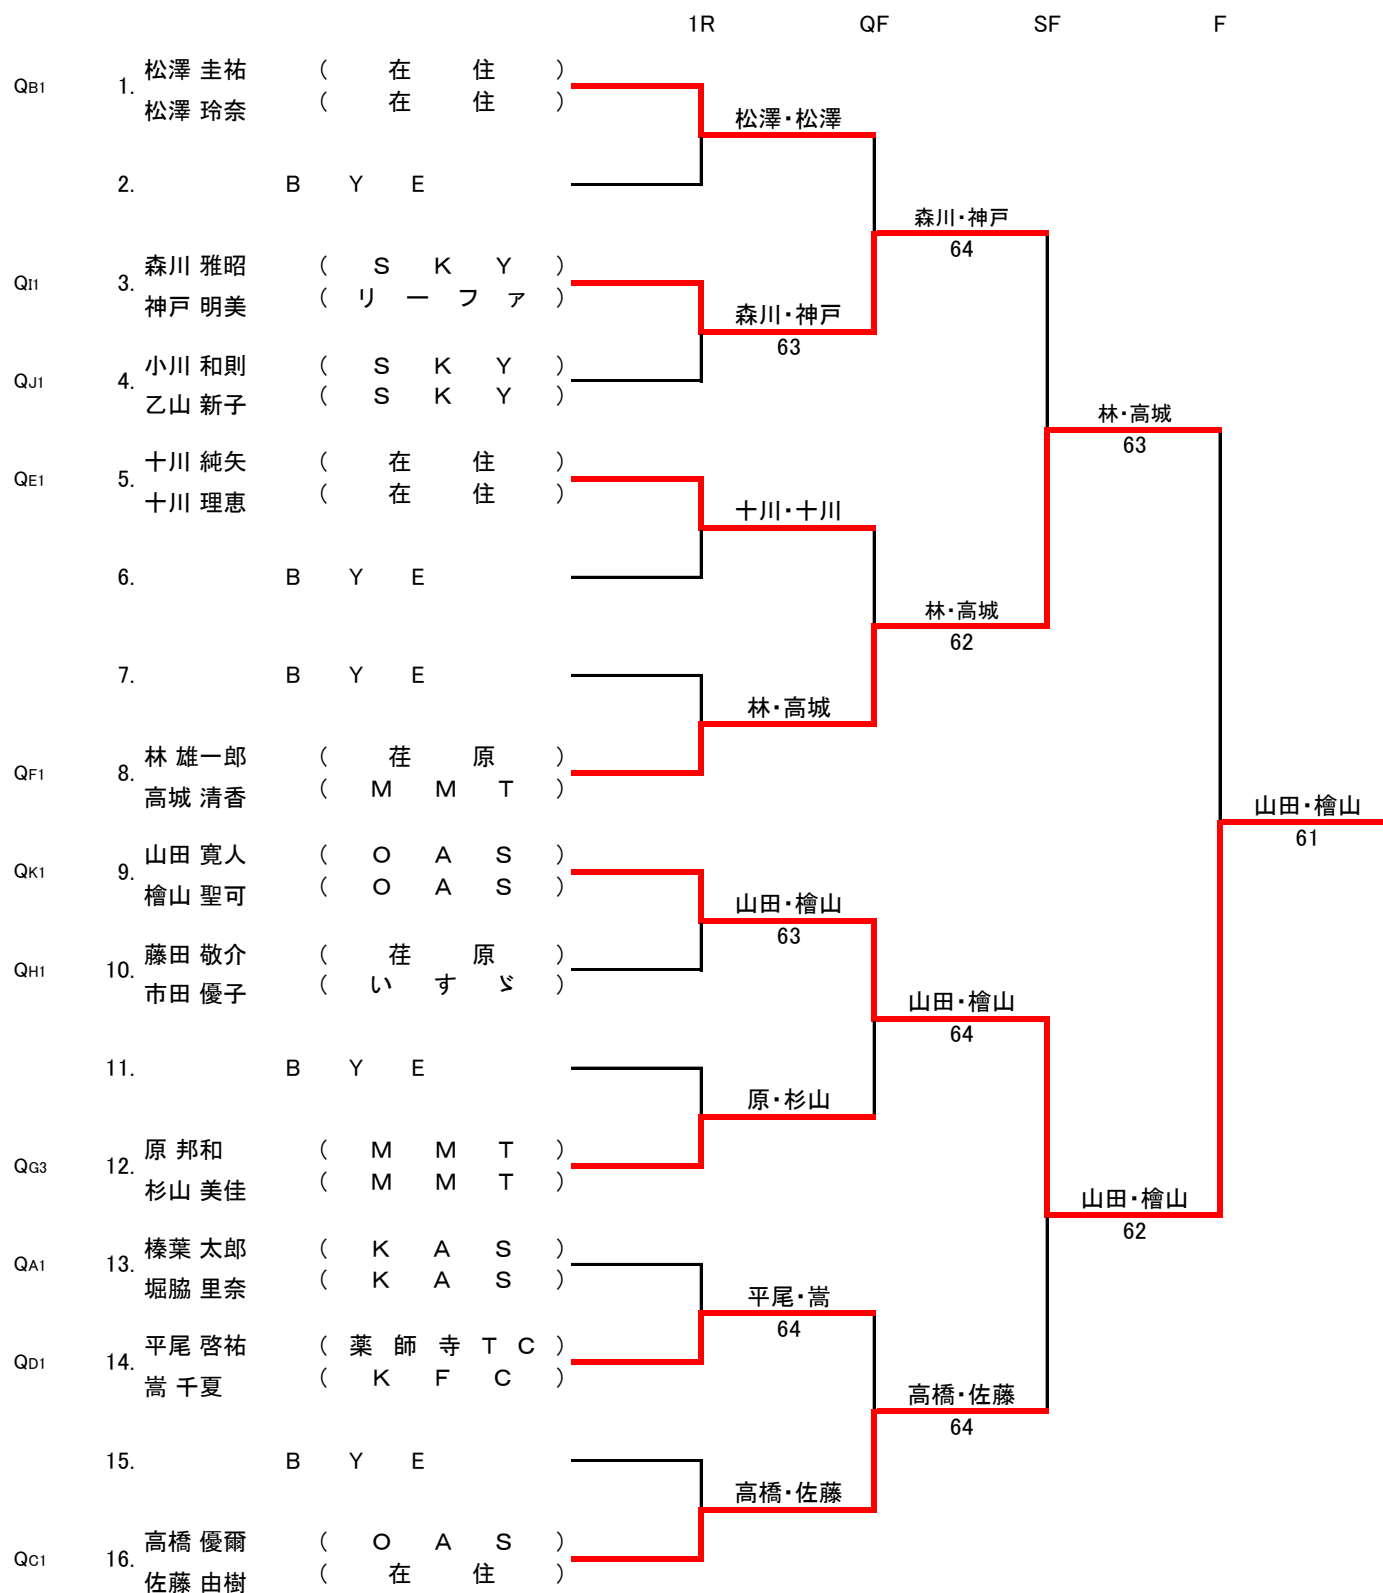 1R QF SF F
QB1 1. 松澤 圭祐 ( 在 住 )
松澤 玲奈 ( 在 住 )
松澤・松澤
2. B Y E
森川・神戸
64
QI1 3. 森川 雅昭 ( S K Y )
神戸 明美 ( リ ー フ ァ )
森川・神戸
63
QJ1 4. 小川 和則 ( S K Y )
乙山 新子 ( S K Y )
林・高城
63
QE1 5. 十川 純矢 ( 在 住 )
十川 理恵 ( 在 住 )
十川・十川
6. B Y E
林・高城
62
7. B Y E
林・高城
QF1 8. 林 雄一郎 ( 荏 原 )
高城 清香 ( M M T )
山田・檜山
61
QK1 9. 山田 寛人 ( O A S )
檜山 聖可 ( O A S )
山田・檜山
63
QH1 10. 藤田 敬介 ( 荏 原 )
市田 優子 ( い す ゞ )
山田・檜山
64
11. B Y E
原・杉山
QG3 12. 原 邦和 ( M M T )
杉山 美佳 ( M M T )
山田・檜山
62
QA1 13. 榛葉 太郎 ( K A S )
堀脇 里奈 ( K A S )
平尾・嵩
64
QD1 14. 平尾 啓祐 ( 薬 師 寺 T C )
嵩 千夏 ( K F C )
高橋・佐藤
64
15. B Y E
高橋・佐藤
QC1 16. 高橋 優爾 ( O A S )
佐藤 由樹 ( 在 住 )